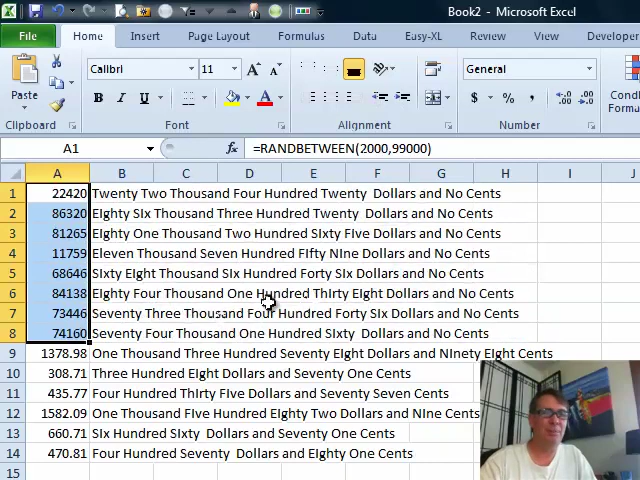 Book2 - Microsoft Excel
File Home Insert Page Layout Formulas Data Easy-XL Review View Developer
Paste Calibri 11 A A General
B I U $ % , Condi
Form
Clipboard Font Alignment Number
A1 fx =RANDBETWEEN(2000,99000)
A B C D E F G H I J
1 22420 Twenty Two Thousand Four Hundred Twenty Dollars and No Cents
2 86320 EIghty SIx Thousand Three Hundred Twenty Dollars and No Cents
3 81265 EIghty One Thousand Two Hundred SIxty FIve Dollars and No Cents
4 11759 Eleven Thousand Seven Hundred FIfty NIne Dollars and No Cents
5 68646 SIxty EIght Thousand SIx Hundred Forty SIx Dollars and No Cents
6 84138 EIghty Four Thousand One Hundred ThIrty EIght Dollars and No Cents
7 73446 Seventy Three Thousand Four Hundred Forty SIx Dollars and No Cents
8 74160 Seventy Four Thousand One Hundred SIxty Dollars and No Cents
9 1378.98 One Thousand Three Hundred Seventy EIght Dollars and NInety EIght Cents
10 308.71 Three Hundred EIght Dollars and Seventy One Cents
11 435.77 Four Hundred ThIrty FIve Dollars and Seventy Seven Cents
12 1582.09 One Thousand FIve Hundred EIghty Two Dollars and NIne Cents
13 660.71 SIx Hundred SIxty Dollars and Seventy One Cents
14 470.81 Four Hundred Seventy Dollars and EIghty One Cents
15